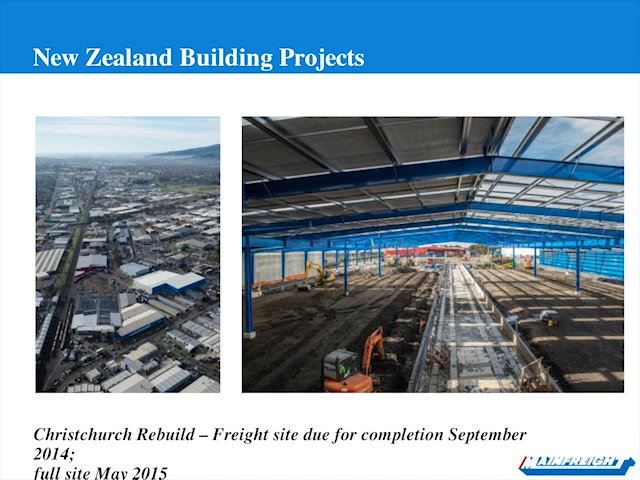 New Zealand Building Projects
Christchurch Rebuild – Freight site due for completion September
2014;
full site May 2015
MAINFREIGHT